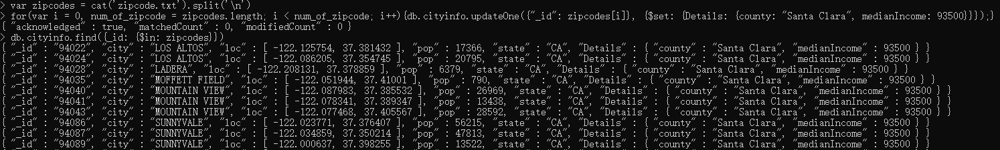 > var zipcodes = cat('zipcode.txt').split('\n')
> for(var i = 0, num_of_zipcode = zipcodes.length; i < num_of_zipcode; i++){db.cityinfo.updateOne({"_id": zipcodes[i]}, {$set: {Details: {county: "Santa Clara", medianIncome: 93500}}});}
{ "acknowledged" : true, "matchedCount" : 0, "modifiedCount" : 0 }
> db.cityinfo.find({_id: {$in: zipcodes}})
{ "_id" : "94022", "city" : "LOS ALTOS", "loc" : [ -122.125754, 37.381432 ], "pop" : 17366, "state" : "CA", "Details" : { "county" : "Santa Clara", "medianIncome" : 93500 } }
{ "_id" : "94024", "city" : "LOS ALTOS", "loc" : [ -122.086205, 37.354745 ], "pop" : 20795, "state" : "CA", "Details" : { "county" : "Santa Clara", "medianIncome" : 93500 } }
{ "_id" : "94028", "city" : "LADERA", "loc" : [ -122.208131, 37.378859 ], "pop" : 6379, "state" : "CA", "Details" : { "county" : "Santa Clara", "medianIncome" : 93500 } }
{ "_id" : "94035", "city" : "MOFFETT FIELD", "loc" : [ -122.051944, 37.41001 ], "pop" : 790, "state" : "CA", "Details" : { "county" : "Santa Clara", "medianIncome" : 93500 } }
{ "_id" : "94040", "city" : "MOUNTAIN VIEW", "loc" : [ -122.087983, 37.385532 ], "pop" : 26969, "state" : "CA", "Details" : { "county" : "Santa Clara", "medianIncome" : 93500 } }
{ "_id" : "94041", "city" : "MOUNTAIN VIEW", "loc" : [ -122.078341, 37.389347 ], "pop" : 13438, "state" : "CA", "Details" : { "county" : "Santa Clara", "medianIncome" : 93500 } }
{ "_id" : "94043", "city" : "MOUNTAIN VIEW", "loc" : [ -122.077468, 37.405567 ], "pop" : 28592, "state" : "CA", "Details" : { "county" : "Santa Clara", "medianIncome" : 93500 } }
{ "_id" : "94086", "city" : "SUNNYVALE", "loc" : [ -122.023771, 37.376407 ], "pop" : 56215, "state" : "CA", "Details" : { "county" : "Santa Clara", "medianIncome" : 93500 } }
{ "_id" : "94087", "city" : "SUNNYVALE", "loc" : [ -122.034859, 37.350214 ], "pop" : 47813, "state" : "CA", "Details" : { "county" : "Santa Clara", "medianIncome" : 93500 } }
{ "_id" : "94089", "city" : "SUNNYVALE", "loc" : [ -122.000637, 37.398255 ], "pop" : 13522, "state" : "CA", "Details" : { "county" : "Santa Clara", "medianIncome" : 93500 } }